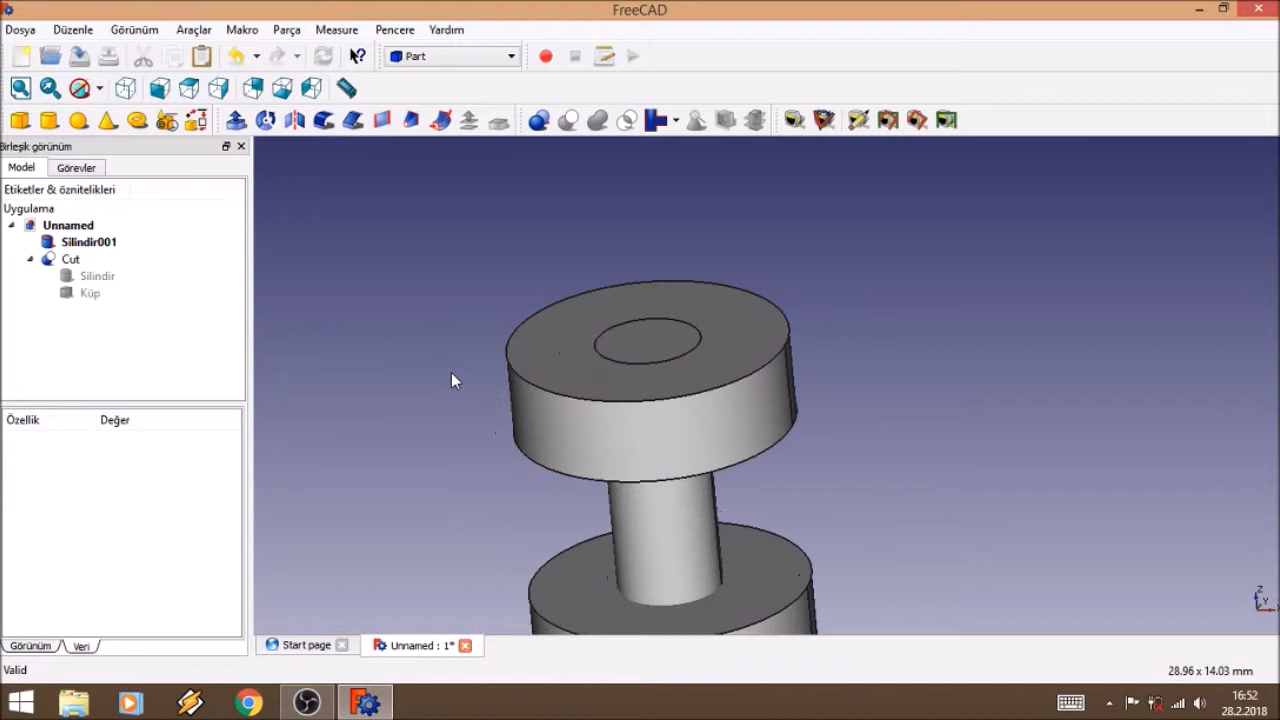 FreeCAD
Dosya Düzenle Görünüm Araçlar Makro Parça Measure Pencere Yardım
Part
Birleşik görünüm
Model Görevler
Etiketler & öznitelikleri
Uygulama
Unnamed
Silindir001
Cut
Silindir
Küp
Özellik Değer
Z
Y
Görünüm Veri
Start page Unnamed : 1*
Valid 28.96 x 14.03 mm
16:52
28.2.2018